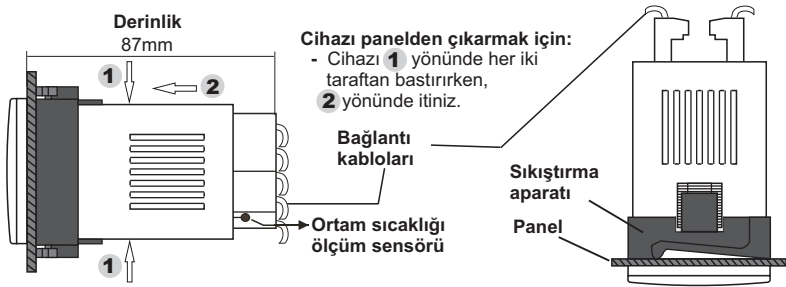 Derinlik
87mm
1
2
1
Cihazı panelden çıkarmak için:
- Cihazı 1 yönünde her iki
taraftan bastırırken,
2 yönünde itiniz.
Bağlantı
kabloları
Ortam sıcaklığı
ölçüm sensörü
Sıkıştırma
aparatı
Panel